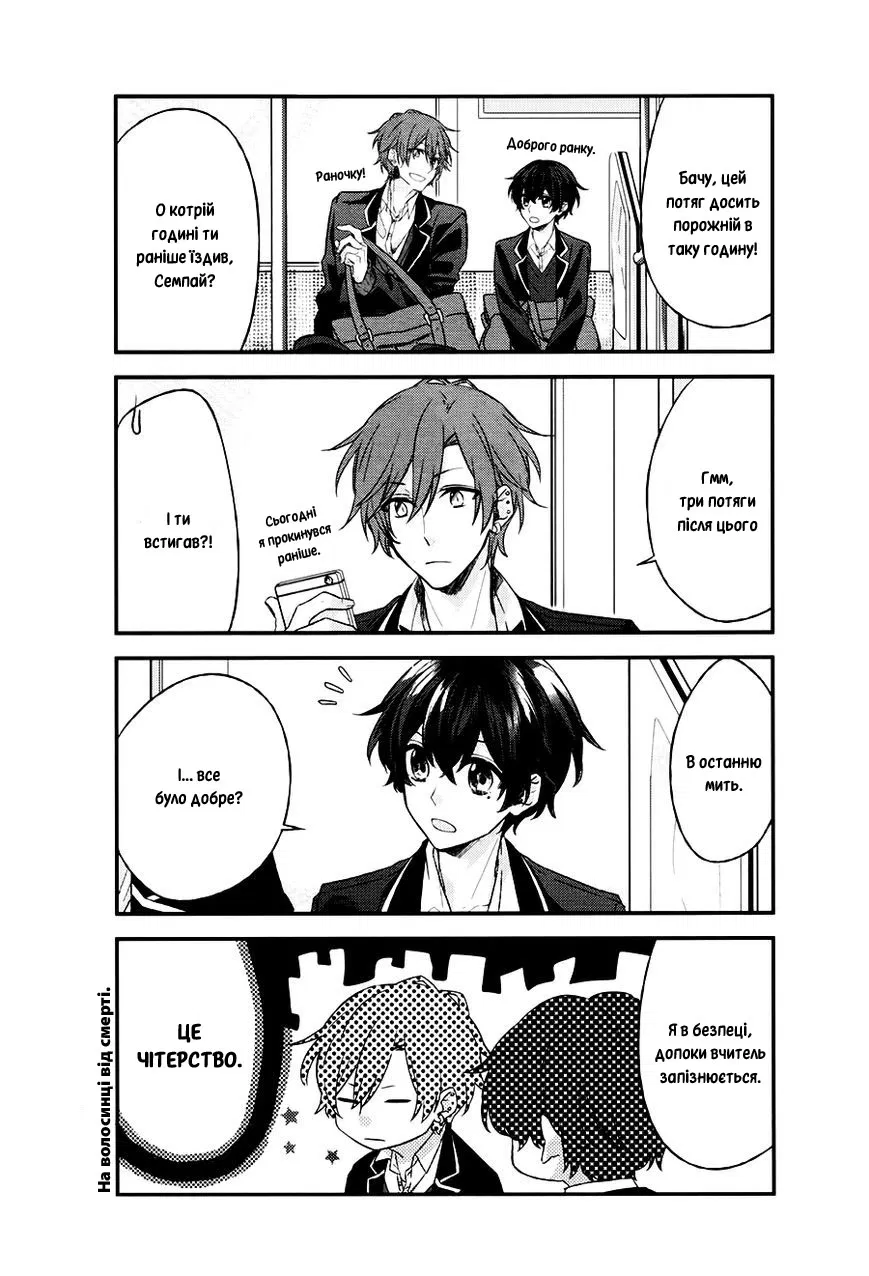 Бачу, цей
потяг досить
порожній в
таку годину!
Доброго ранку.
Раночку!
О котрій
годині ти
раніше їздив,
Семпай?
Гмм,
три потяги
після цього
Сьогодні
я прокинувся
раніше.
І ти
встигав?!
В останню
мить.
І... все
було добре?
Я в безпеці,
допоки вчитель
запізнюється.
ЦЕ
ЧІТЕРСТВО.
На волосинці від смерті.